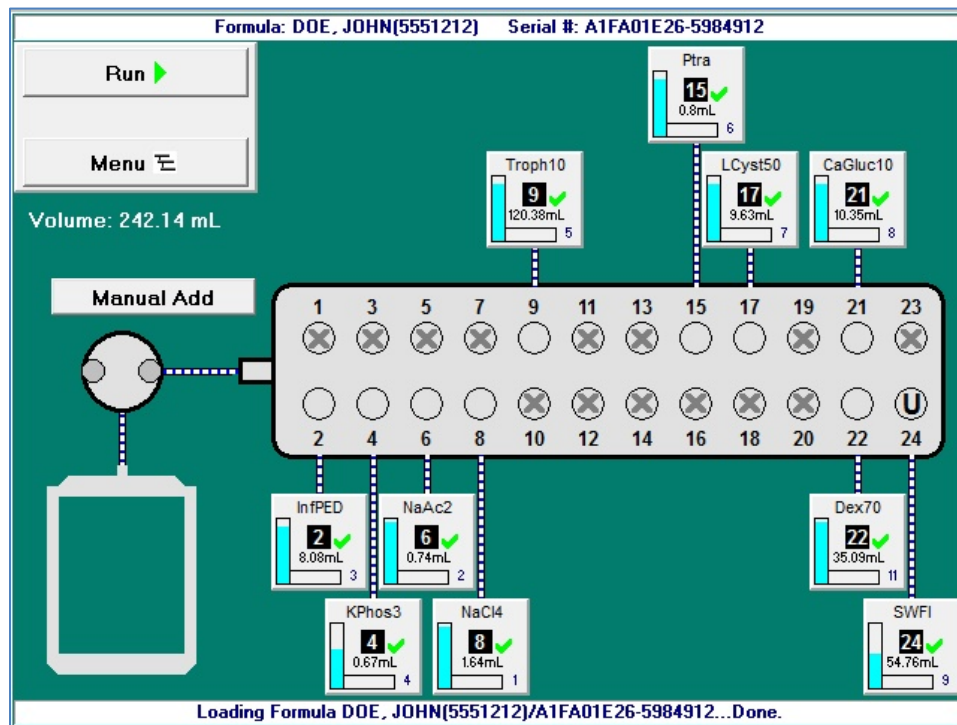 Formula: DOE, JOHN(5551212) Serial #: A1FA01E26-5984912
Run
Menu
Volume: 242.14 mL
Manual Add
Ptra
15
0.8mL
6
Troph10
9
120.38mL
5
LCyst50
17
9.63mL
7
CaGluc10
21
10.35mL
8
1 3 5 7 9 11 13 15 17 19 21 23
U
2 4 6 8 10 12 14 16 18 20 22 24
InfPED
2
8.08mL
3
NaAc2
6
0.74mL
2
Dex70
22
35.09mL
11
KPhos3
4
0.67mL
4
NaCl4
8
1.64mL
1
SWFI
24
54.76mL
9
Loading Formula DOE, JOHN(5551212)/A1FA01E26-5984912...Done.